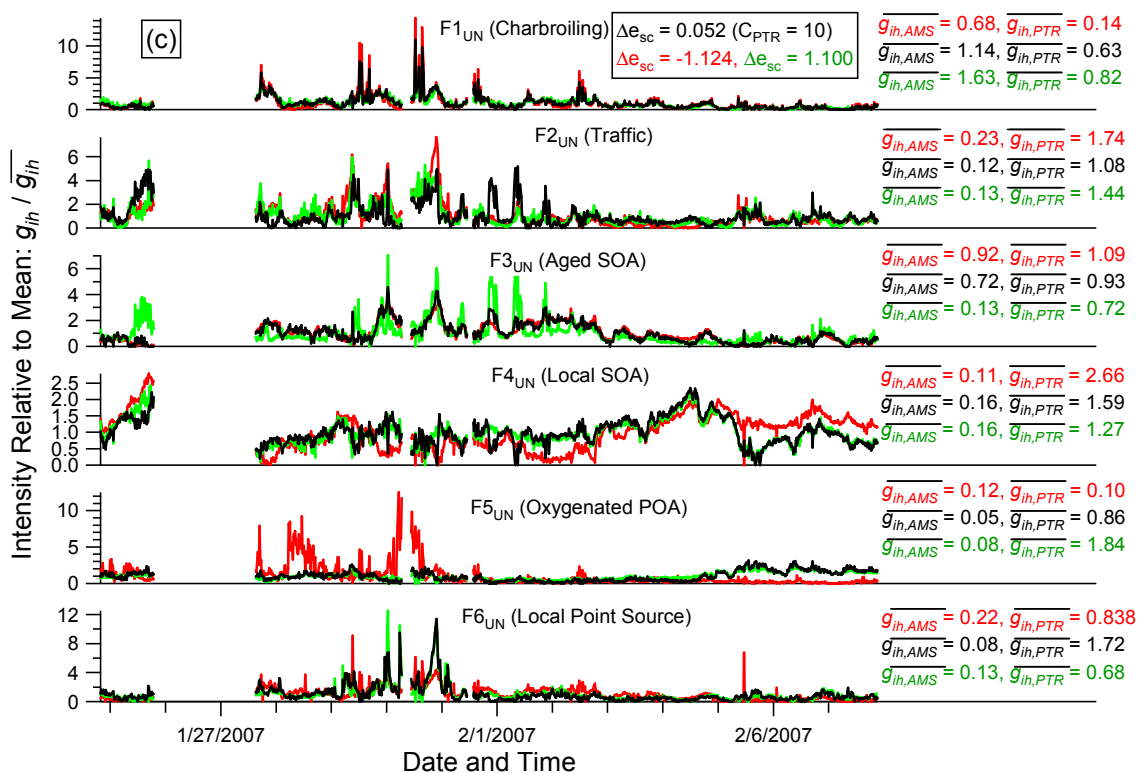 (c)
F1UN (Charbroiling)
Δesc = 0.052 (CPTR = 10)
Δesc = -1.124, Δesc = 1.100
gih,AMS = 0.68, gih,PTR = 0.14
gih,AMS = 1.14, gih,PTR = 0.63
gih,AMS = 1.63, gih,PTR = 0.82
10
5
0
F2UN (Traffic)
gih,AMS = 0.23, gih,PTR = 1.74
gih,AMS = 0.12, gih,PTR = 1.08
gih,AMS = 0.13, gih,PTR = 1.44
6
4
2
0
F3UN (Aged SOA)
gih,AMS = 0.92, gih,PTR = 1.09
gih,AMS = 0.72, gih,PTR = 0.93
gih,AMS = 0.13, gih,PTR = 0.72
6
4
2
0
F4UN (Local SOA)
gih,AMS = 0.11, gih,PTR = 2.66
gih,AMS = 0.16, gih,PTR = 1.59
gih,AMS = 0.16, gih,PTR = 1.27
2.5
2.0
1.5
1.0
0.5
0.0
F5UN (Oxygenated POA)
gih,AMS = 0.12, gih,PTR = 0.10
gih,AMS = 0.05, gih,PTR = 0.86
gih,AMS = 0.08, gih,PTR = 1.84
10
5
0
F6UN (Local Point Source)
gih,AMS = 0.22, gih,PTR = 0.838
gih,AMS = 0.08, gih,PTR = 1.72
gih,AMS = 0.13, gih,PTR = 0.68
12
8
4
0
Intensity Relative to Mean: gih / gih
1/27/2007
2/1/2007
2/6/2007
Date and Time